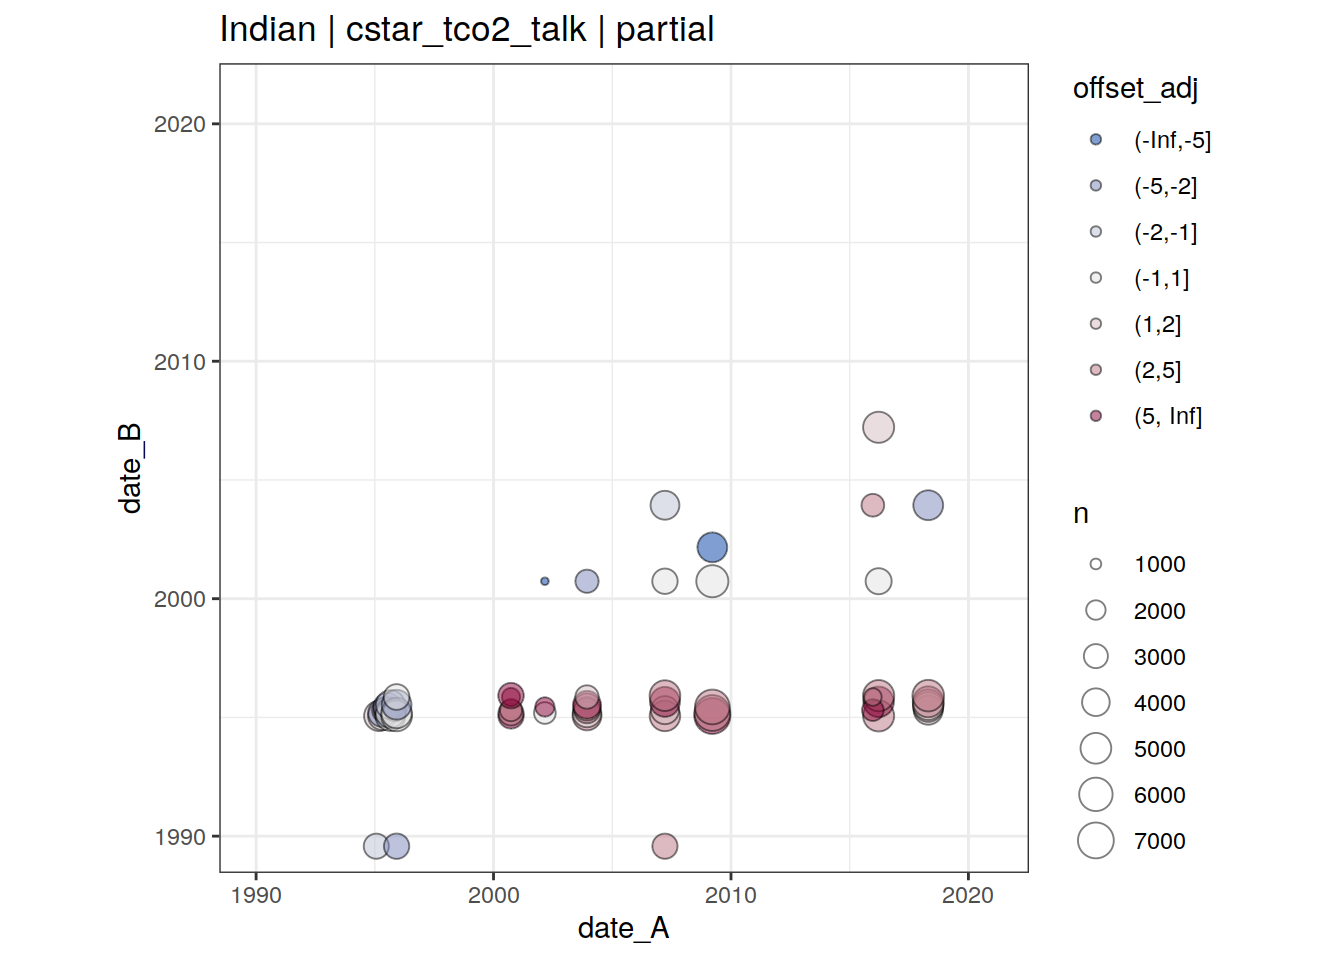 Indian | cstar_tco2_talk | partial
2020
2010
2000
1990
date_B
1990
2000
2010
2020
date_A
offset_adj
(-Inf,-5]
(-5,-2]
(-2,-1]
(-1,1]
(1,2]
(2,5]
(5, Inf]
n
1000
2000
3000
4000
5000
6000
7000